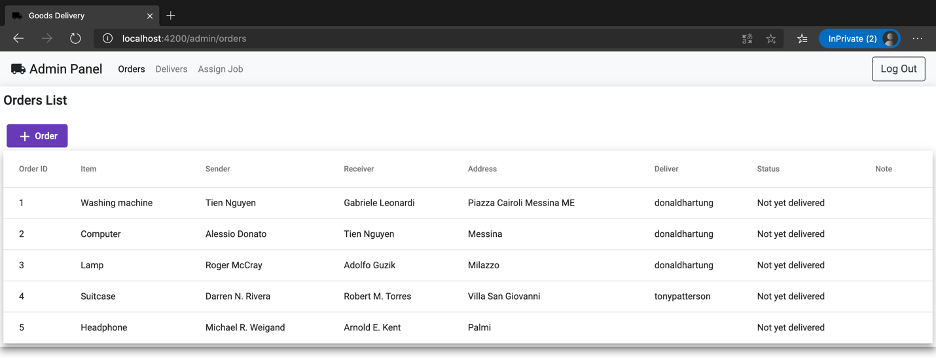 Goods Delivery
localhost:4200/admin/orders
InPrivate (2)
Admin Panel Orders Delivers Assign Job Log Out
Orders List
+ Order
Order ID Item Sender Receiver Address Deliver Status Note
1 Washing machine Tien Nguyen Gabriele Leonardi Piazza Cairoli Messina ME donaldhartung Not yet delivered
2 Computer Alessio Donato Tien Nguyen Messina donaldhartung Not yet delivered
3 Lamp Roger McCray Adolfo Guzik Milazzo donaldhartung Not yet delivered
4 Suitcase Darren N. Rivera Robert M. Torres Villa San Giovanni tonypatterson Not yet delivered
5 Headphone Michael R. Weigand Arnold E. Kent Palmi Not yet delivered